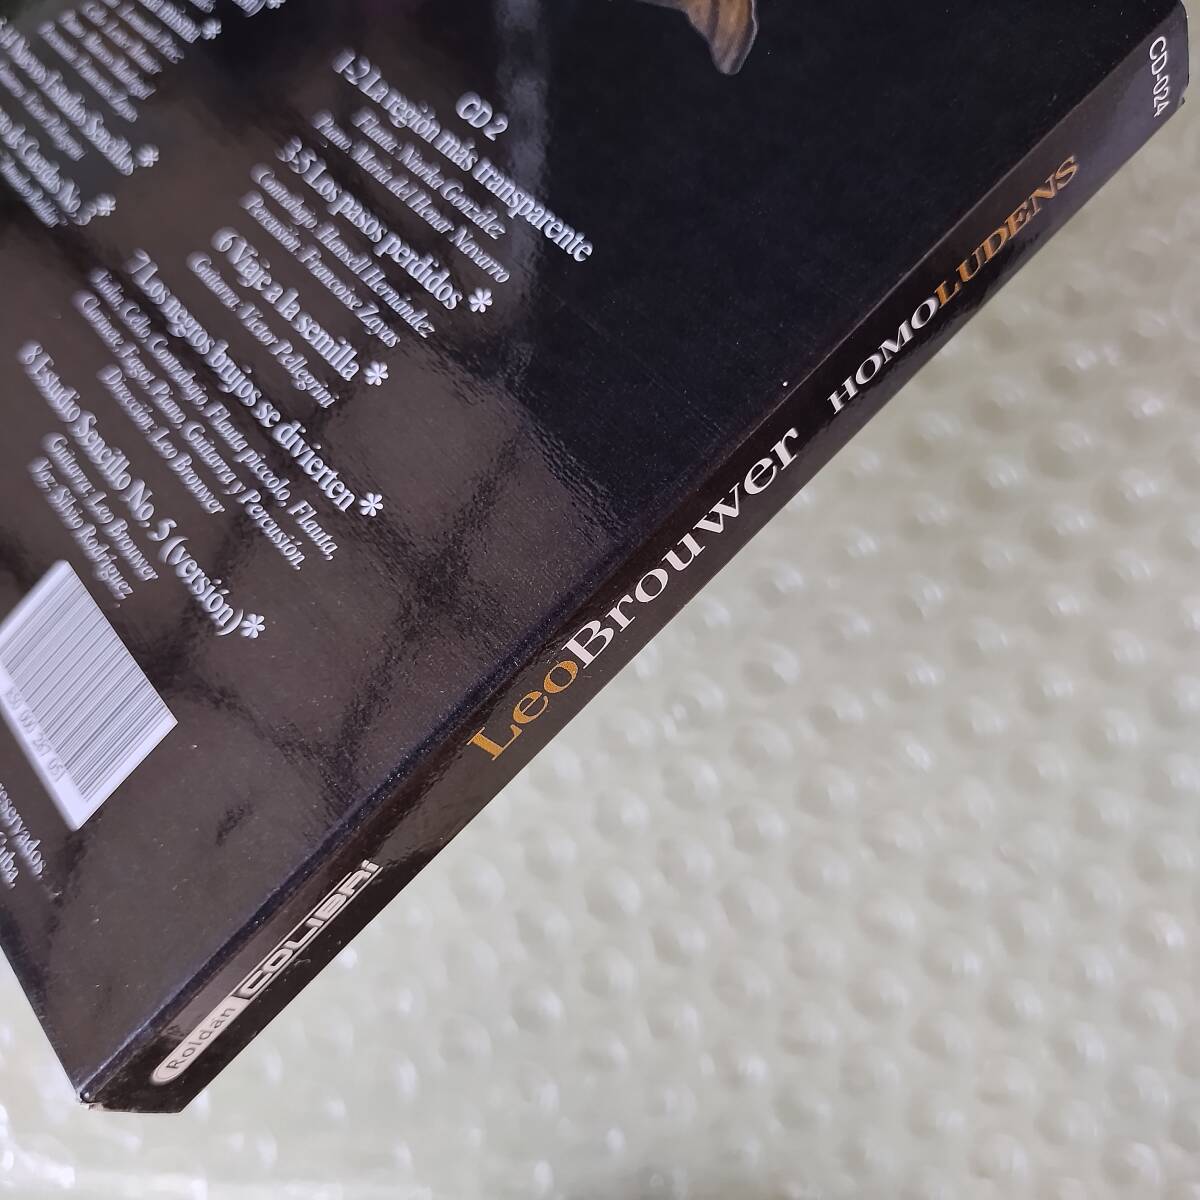 CD 2
1-2 La región más transparente
Flauta: Niurka González
Piano: María del Henar Navarro
3-5 Los pasos perdidos *
Contrabajo: Handl Hernández
Percusión: Francoise Zayas
6 Viaje a la semilla *
Guitarra: Víctor Pellegrini
7 Los negros brujos se divierten *
Violín, Cello, Contrabajo, Flauta piccolo, Flauta,
Clarinete, Fagot, Piano, Guitarra y Percusión.
Dirección: Leo Brouwer
8 Estudio Sencillo No, 5 (versión) *
Guitarra: Leo Brouwer
Voz: Silvio Rodríguez
LeoBrouwer HOMOLUDENS
CD-024
Roldán COLIBRI